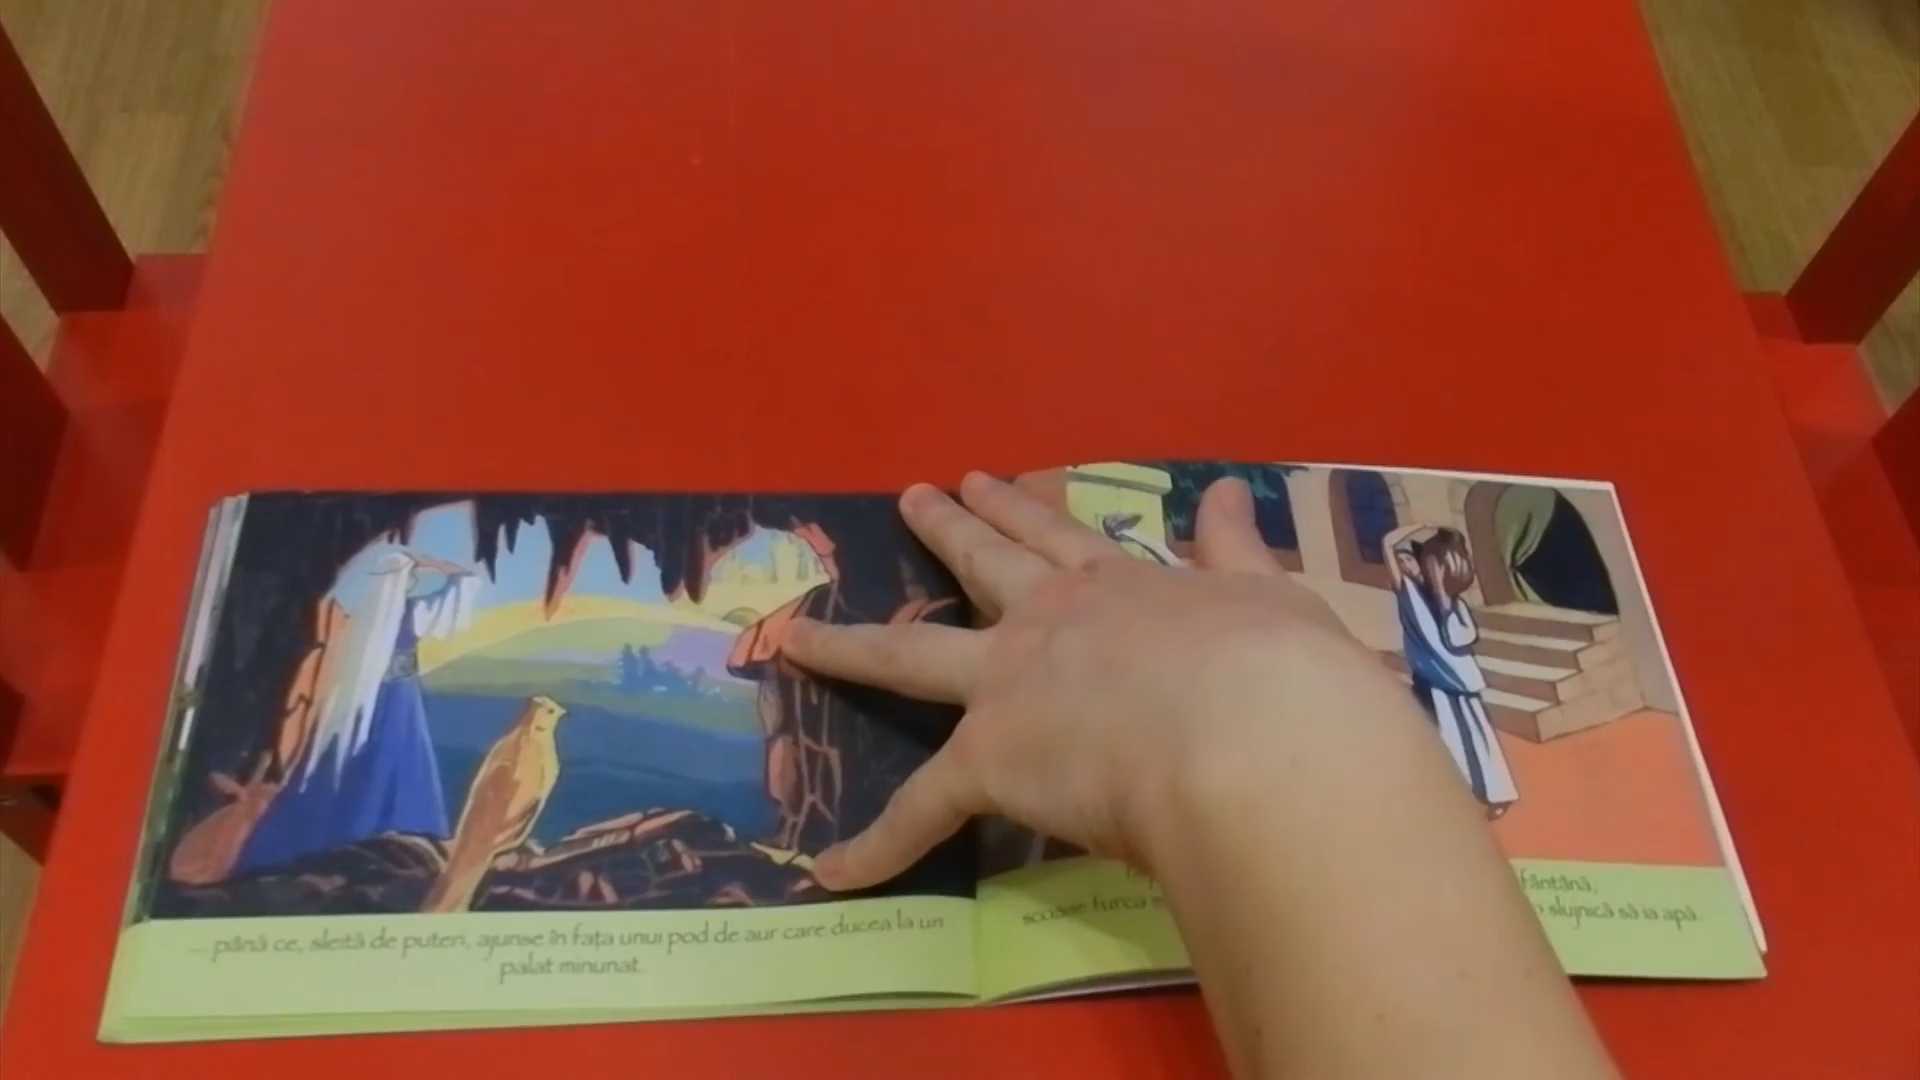 ... până ce, sleită de puteri, ajunse în fața unui pod de aur care ducea la un
palat minunat.
fântână,
scoase furca slujnică să ia apă.